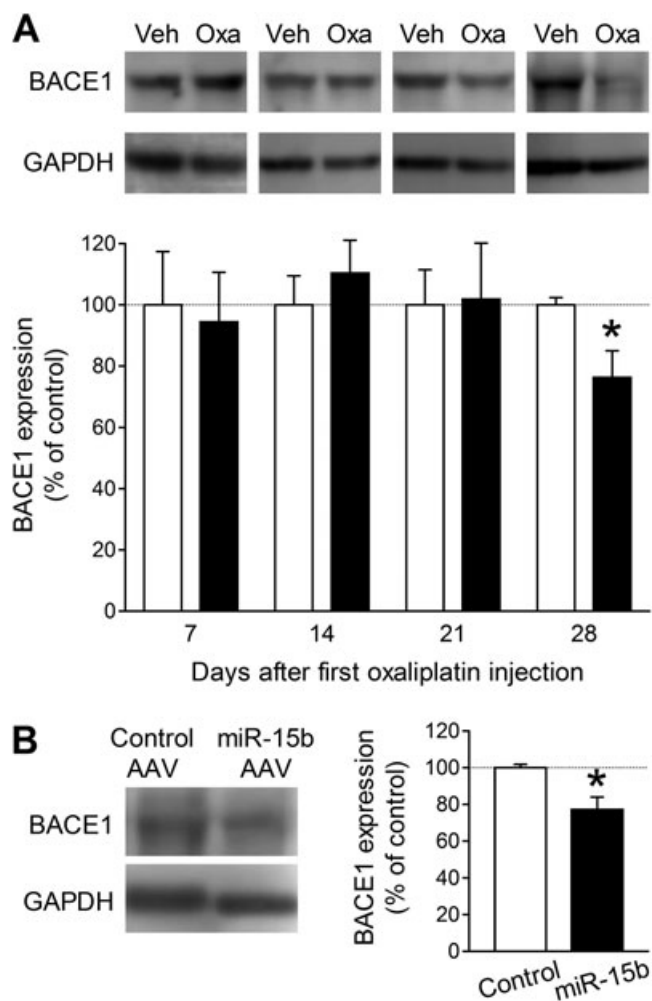 A
Veh Oxa Veh Oxa Veh Oxa Veh Oxa
BACE1
GAPDH
BACE1 expression
(% of control)
120
100
80
60
40
20
0
*
7 14 21 28
Days after first oxaliplatin injection
B
Control miR-15b
AAV AAV
BACE1
GAPDH
BACE1 expression
(% of control)
120
100
80
60
40
20
0
*
Control miR-15b